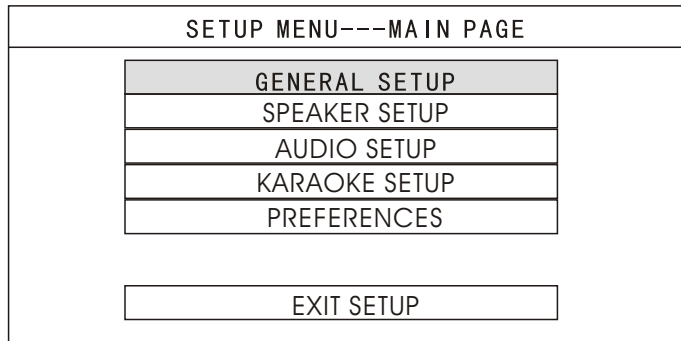 SETUP MENU---MAIN PAGE
GENERAL SETUP
SPEAKER SETUP
AUDIO SETUP
KARAOKE SETUP
PREFERENCES
EXIT SETUP